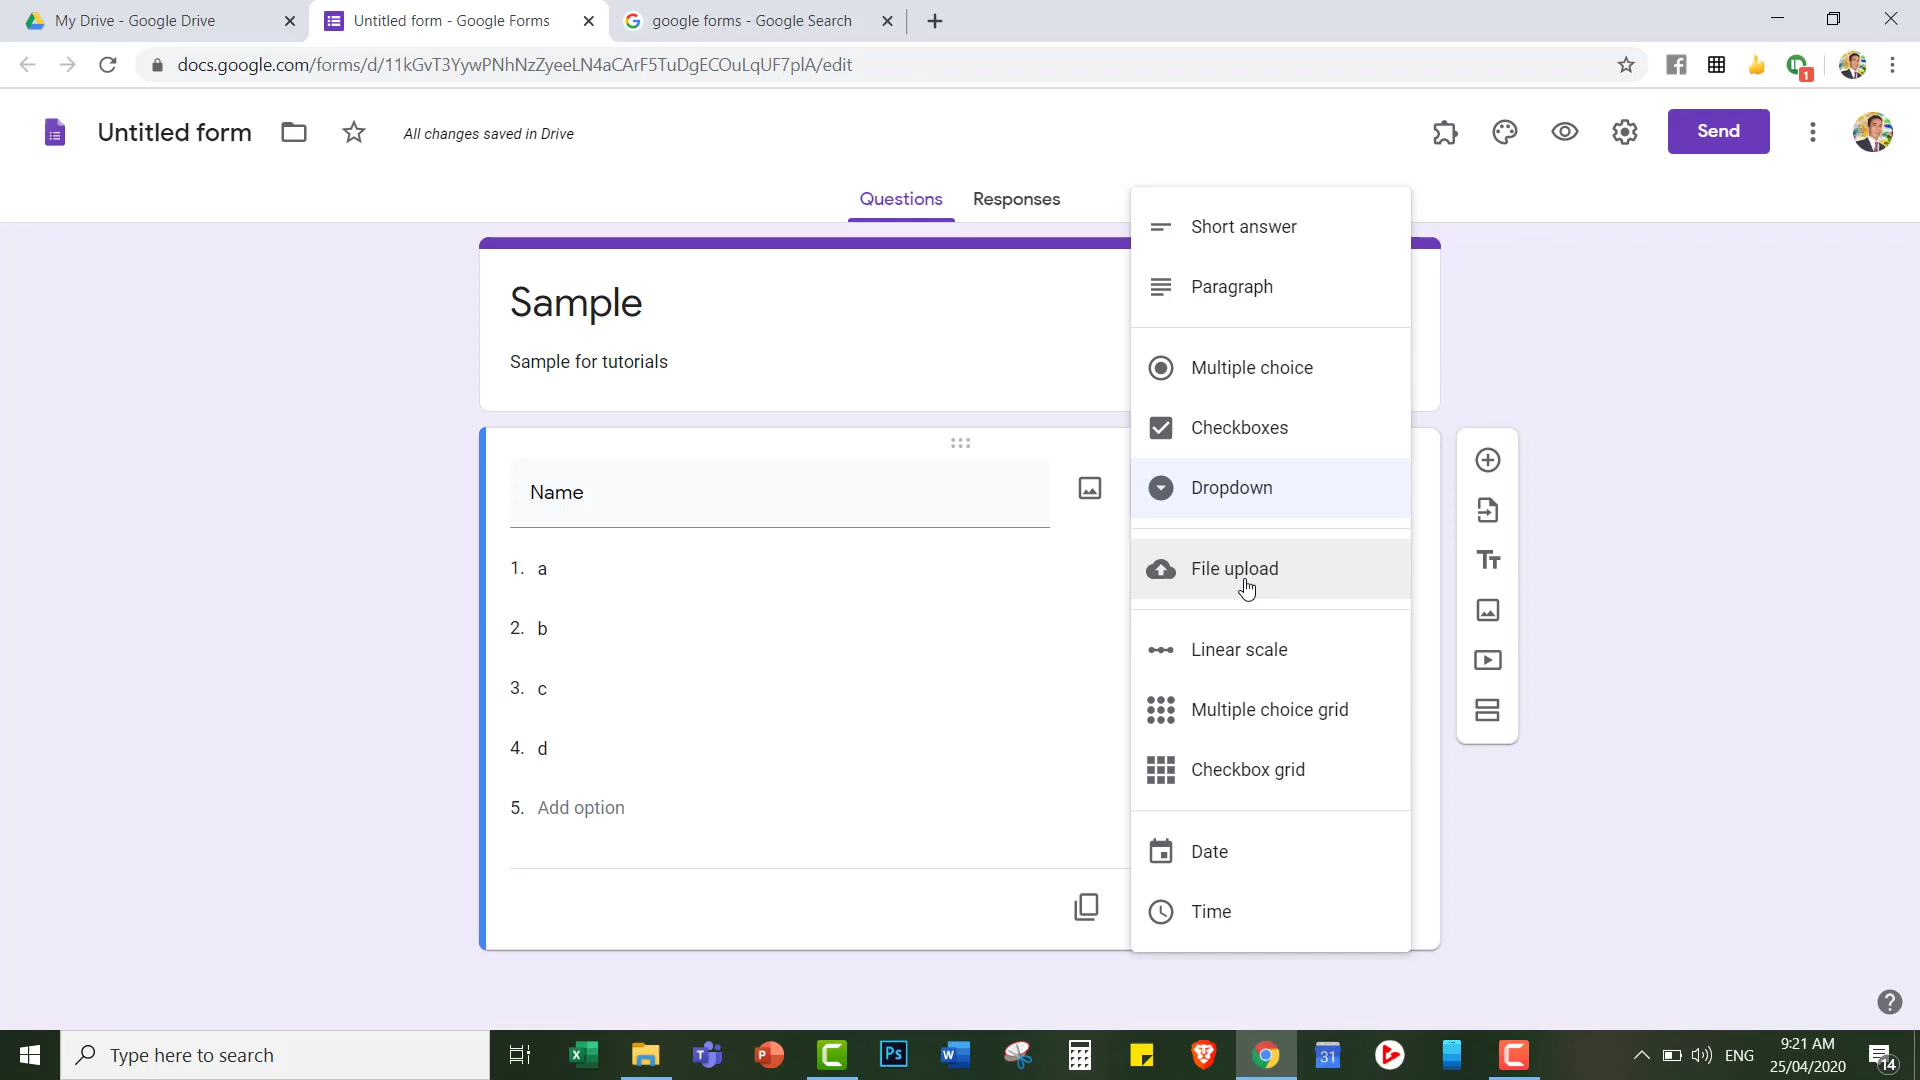 My Drive - Google Drive
Untitled form - Google Forms
google forms - Google Search
docs.google.com/forms/d/11kGvT3YywPNhNzZyeeLN4aCArF5TuDgECOuLqUF7plA/edit
1
Untitled form
All changes saved in Drive
Send
Questions
Responses
Short answer
Paragraph
Multiple choice
Checkboxes
Dropdown
File upload
Linear scale
Multiple choice grid
Checkbox grid
Date
Time
Sample
Sample for tutorials
Name
1. a
2. b
3. c
4. d
5. Add option
Type here to search
31
ENG
9:21 AM
25/04/2020
14